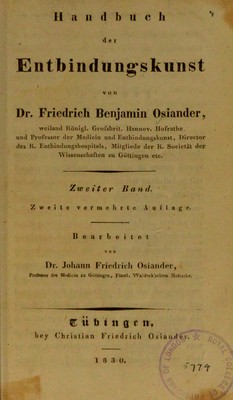 Handbuch
der
Entbindungskunst
von
Dr. Friedrich Benjamin Osiander,
weiland Königl. Grosbrit. Hannov. Hofrathe
und Professor der Medicin und Entbindungskunst, Director
des K. Entbindungshospitals, Mitgliede der K. Societät der
Wissenschaften zu Göttingen etc.
Zweiter Band.
Zweite vermehrte Auflage.
Bearbeitet
von
Dr. Johann Friedrich Osiander,
Professor der Medicin zu Göttingen, Fürstl. Waldeck'schem Hofrathe.
Tübingen,
bey Christian Friedrich Osiander.
1830.
5774